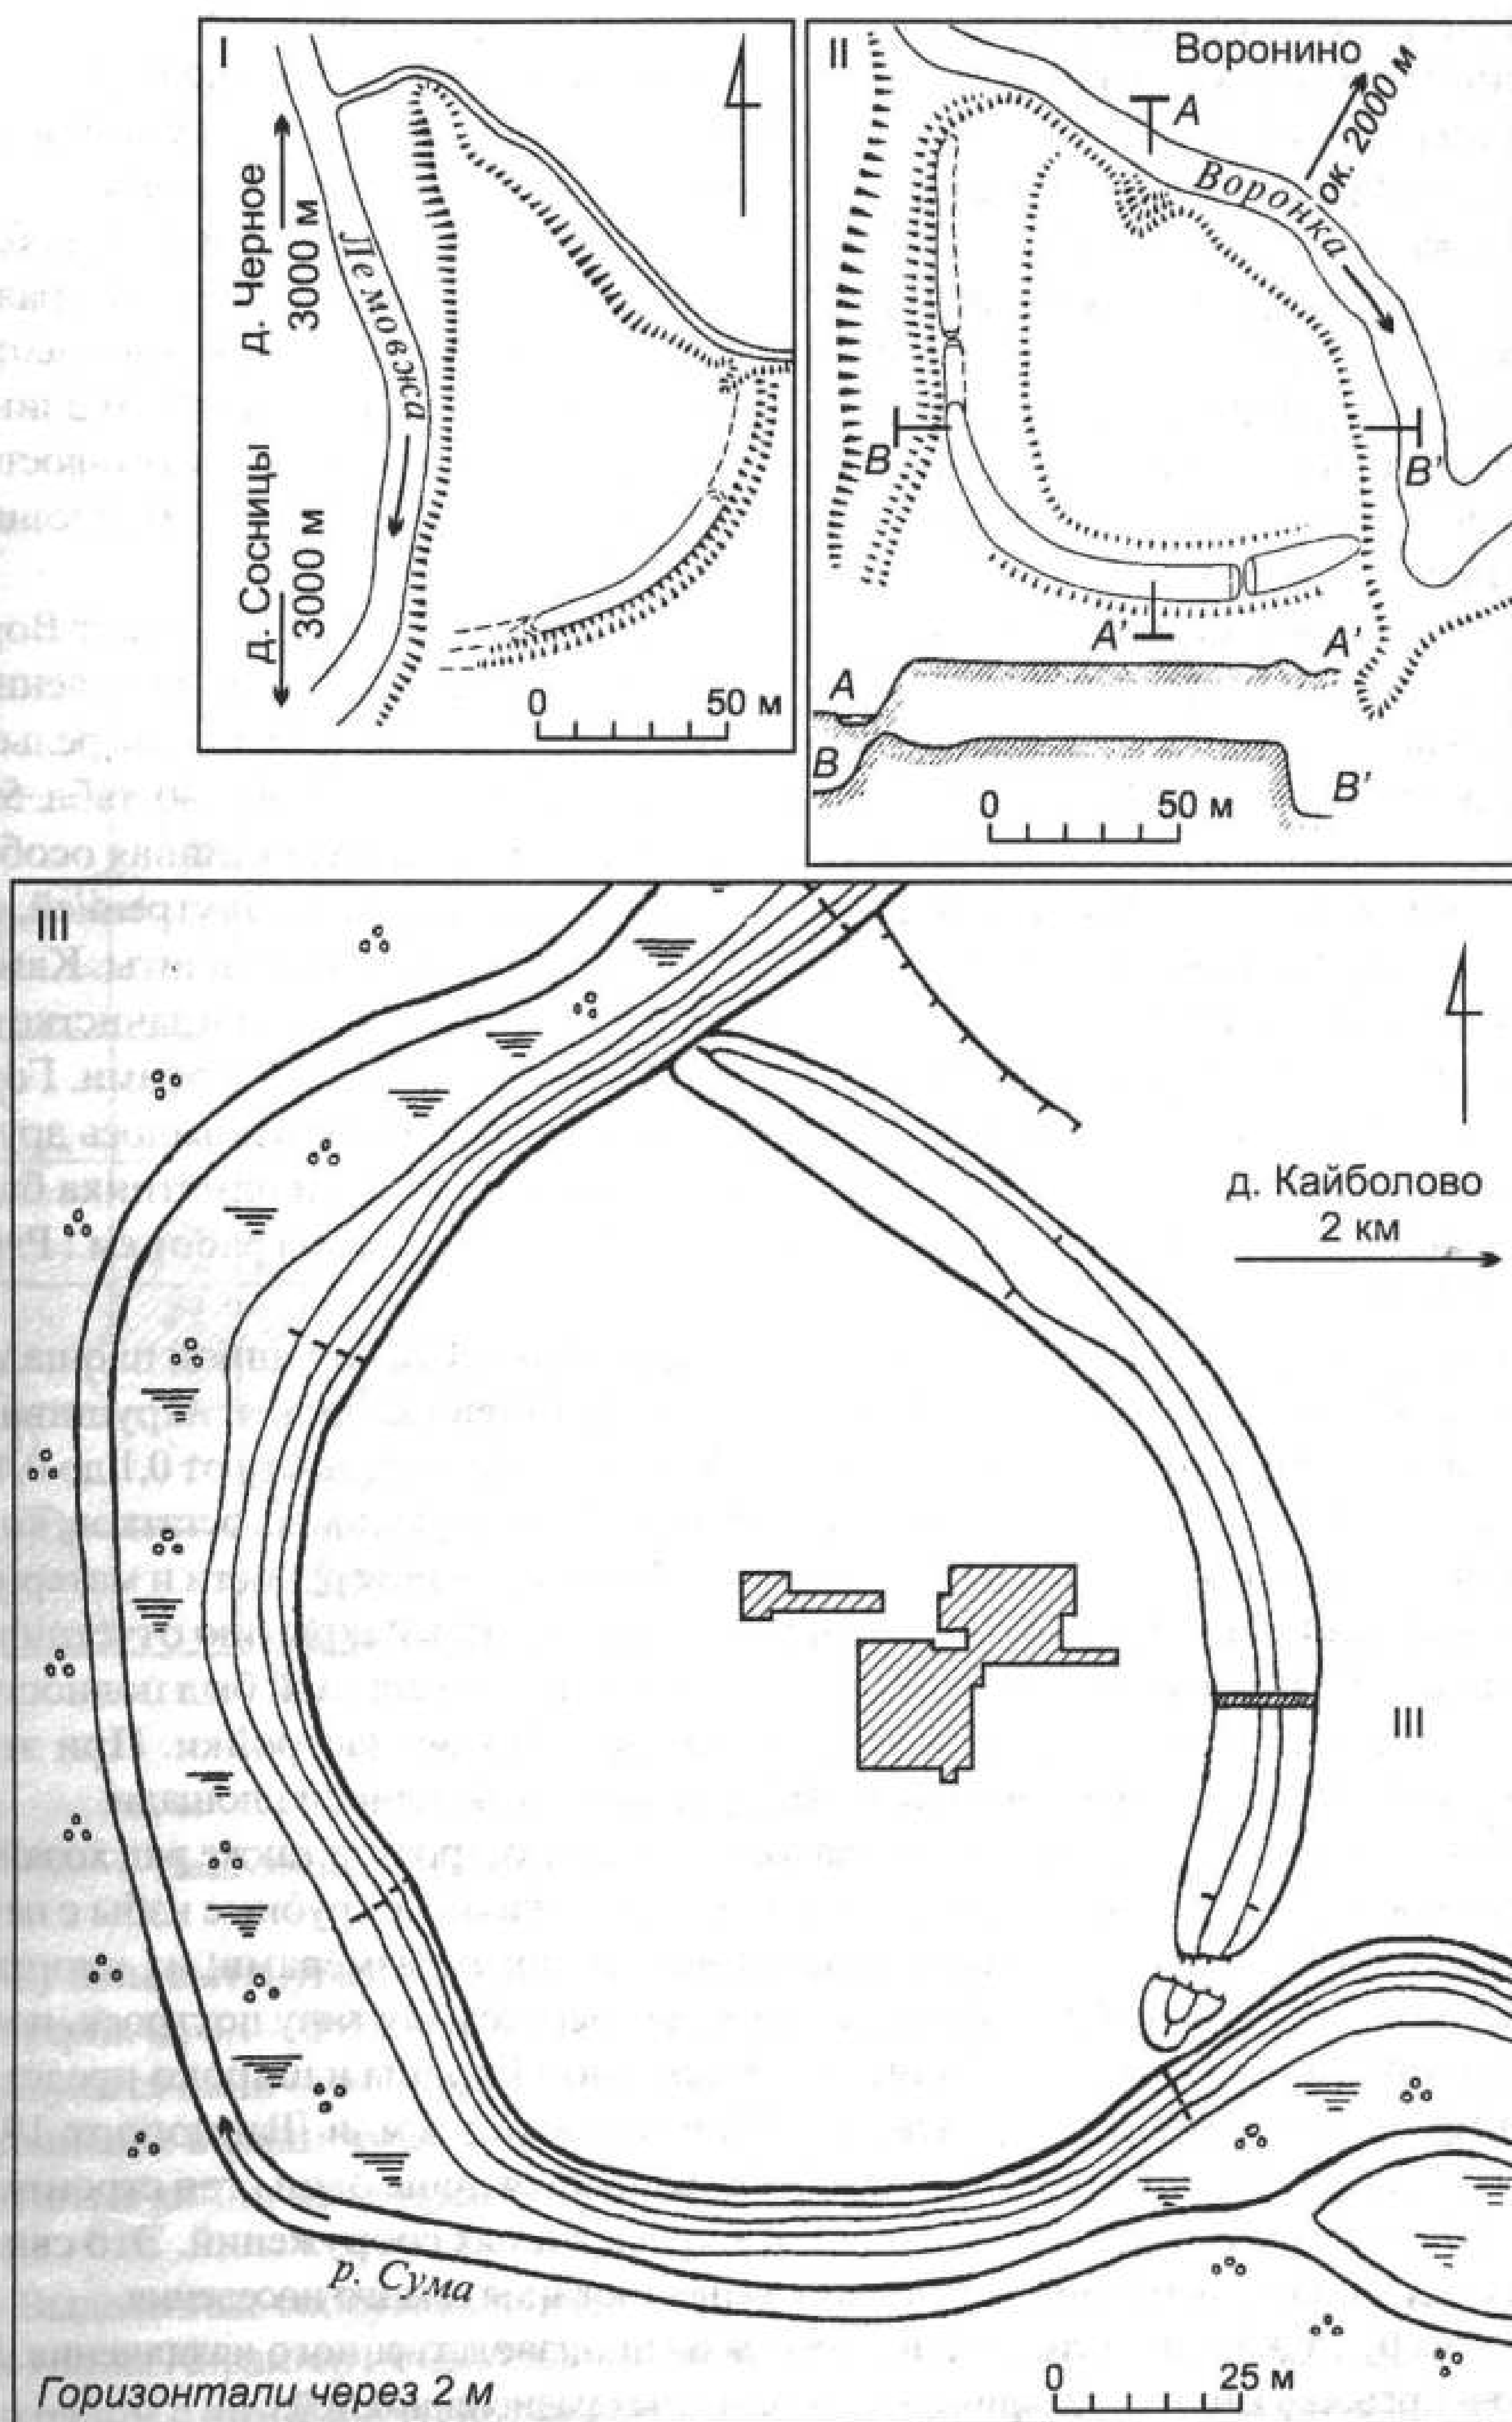 I
д. Черное
3000 м
Лемовжа
д. Сосницы
3000 м
0 50 м
II
Воронино
ок. 2000 м
A
Воронка
B
B'
A'
A'
A
B
B'
0 50 м
III
д. Кайболово
2 км
III
р. Сума
Горизонтали через 2 м
0 25 м